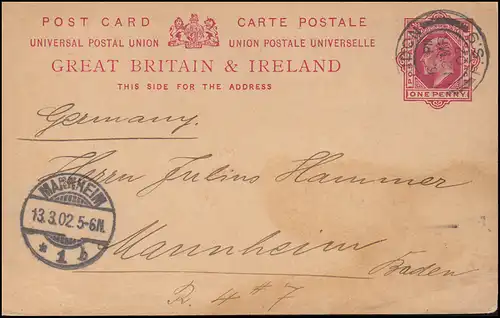 POST CARD CARTE POSTALE
UNIVERSAL POSTAL UNION UNION POSTALE UNIVERSELLE
GREAT BRITAIN & IRELAND
THIS SIDE FOR THE ADDRESS
ONE PENNY
Germany.
Herrn Julius Hammer
Mannheim
Baden
R. 4 # 7
MANNHEIM
13.3.02.5-6N.
* 1 b